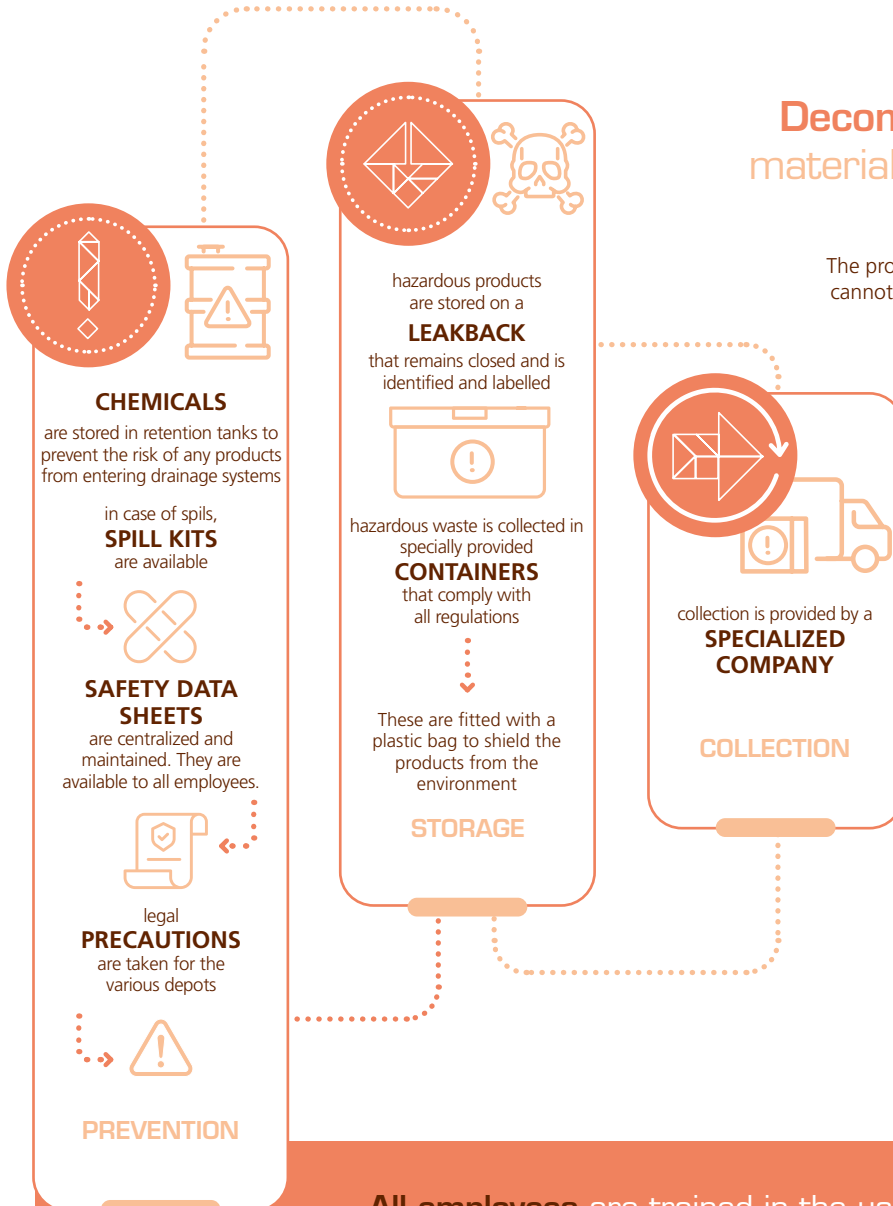 CHEMICALS
are stored in retention tanks to
prevent the risk of any products
from entering drainage systems
in case of spils,
SPILL KITS
are available
SAFETY DATA
SHEETS
are centralized and
maintained. They are
available to all employees.
legal
PRECAUTIONS
are taken for the
various depots
PREVENTION
hazardous products
are stored on a
LEAKBACK
that remains closed and is
identified and labelled
hazardous waste is collected in
specially provided
CONTAINERS
that comply with
all regulations
These are fitted with a
plastic bag to shield the
products from the
environment
STORAGE
collection is provided by a
SPECIALIZED
COMPANY
COLLECTION
material
The
cannot
All employees are trained in the